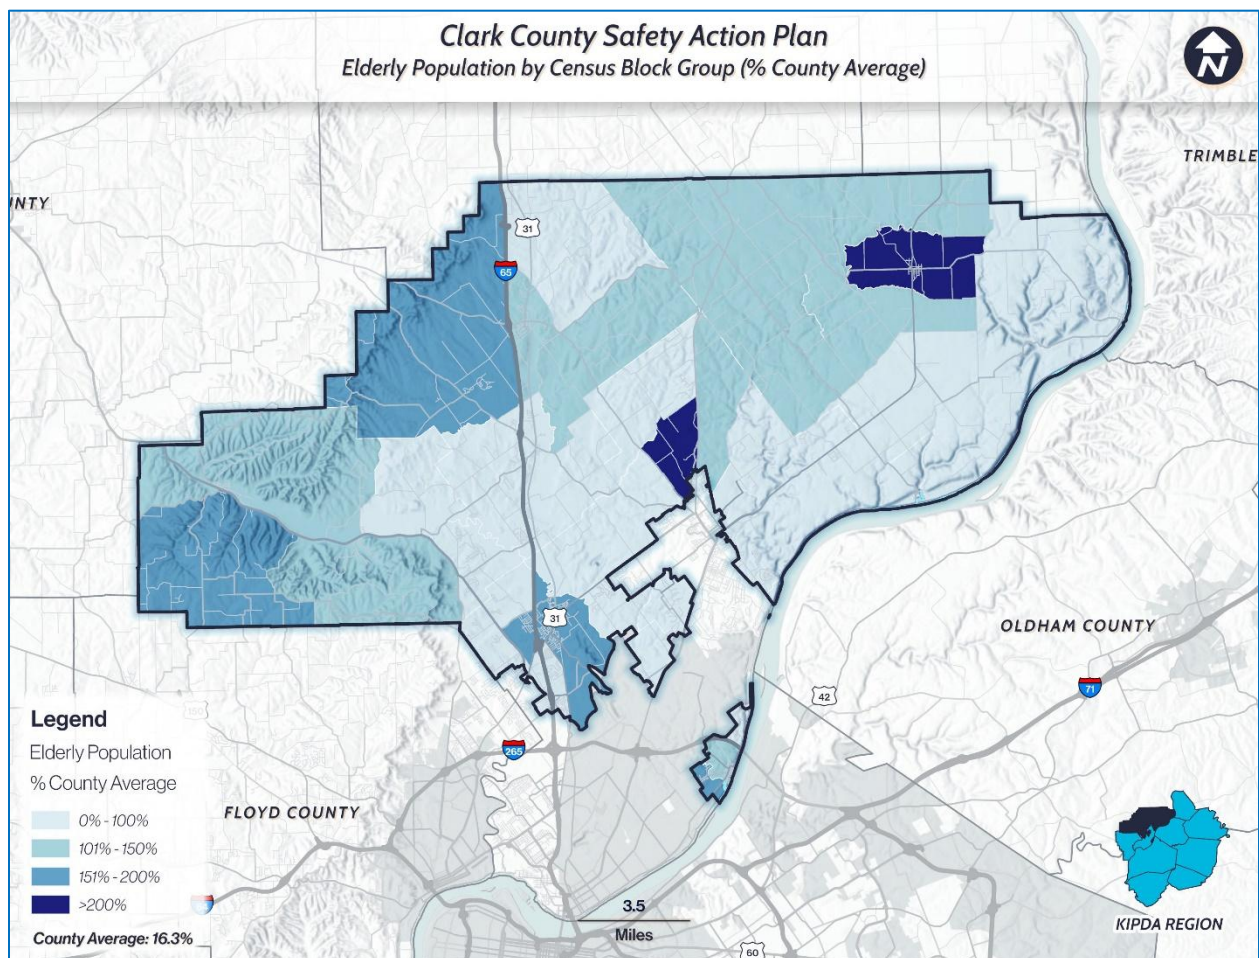 Clark County Safety Action Plan
Elderly Population by Census Block Group (% County Average)
N
TRIMBLE
UNTY
31
65
31
OLDHAM COUNTY
42
71
265
FLOYD COUNTY
Legend
Elderly Population
% County Average
0% - 100%
101% - 150%
151% - 200%
>200%
County Average: 16.3%
3.5
Miles
60
KIPDA REGION